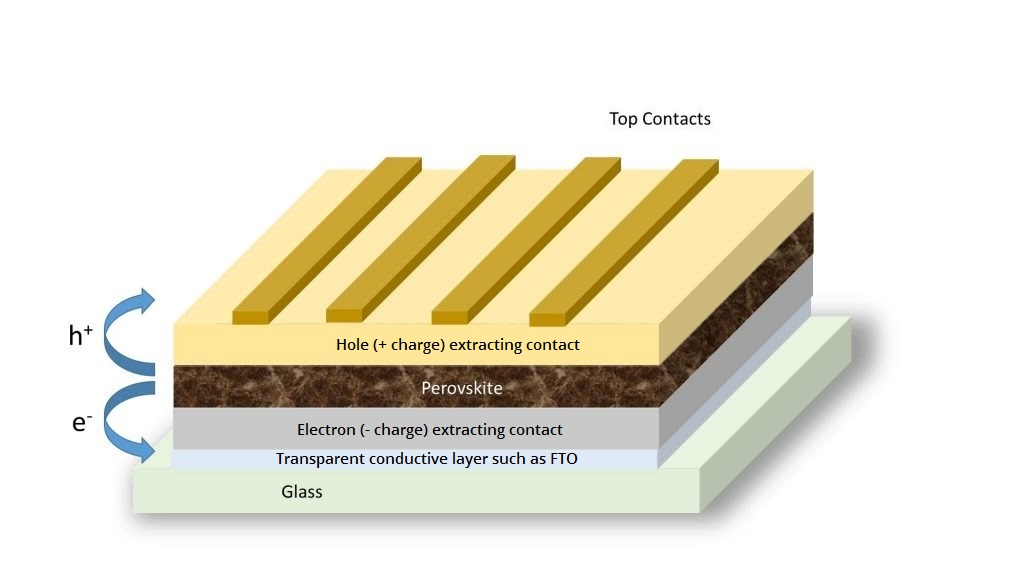 Top Contacts
h+
Hole (+ charge) extracting contact
Perovskite
e-
Electron (- charge) extracting contact
Transparent conductive layer such as FTO
Glass